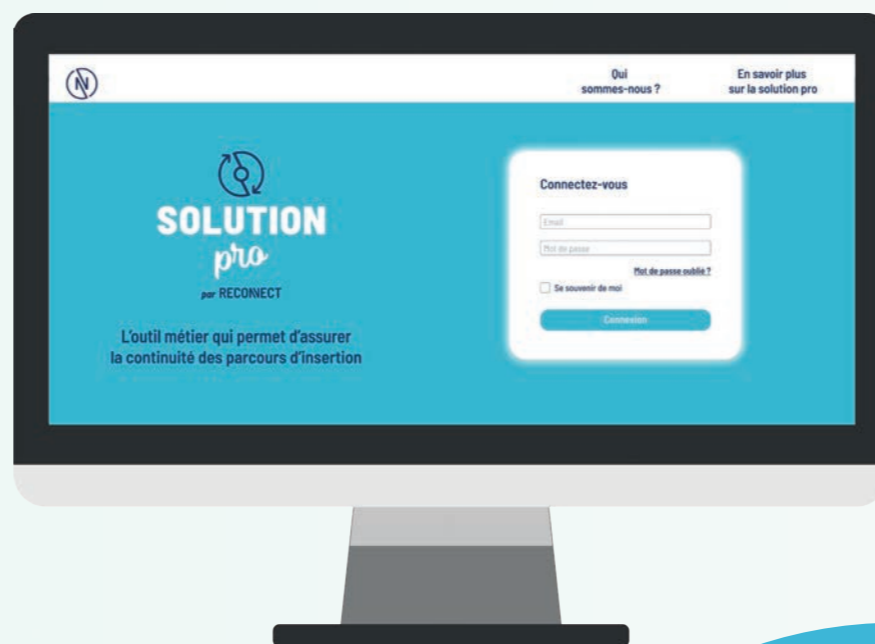 N
Qui
sommes-nous ?
En savoir plus
sur la solution pro
SOLUTION
pro
par RECONNECT
L'outil métier qui permet d'assurer
la continuité des parcours d'insertion
Connectez-vous
Email
Mot de passe
Mot de passe oublié ?
Se souvenir de moi
Connexion